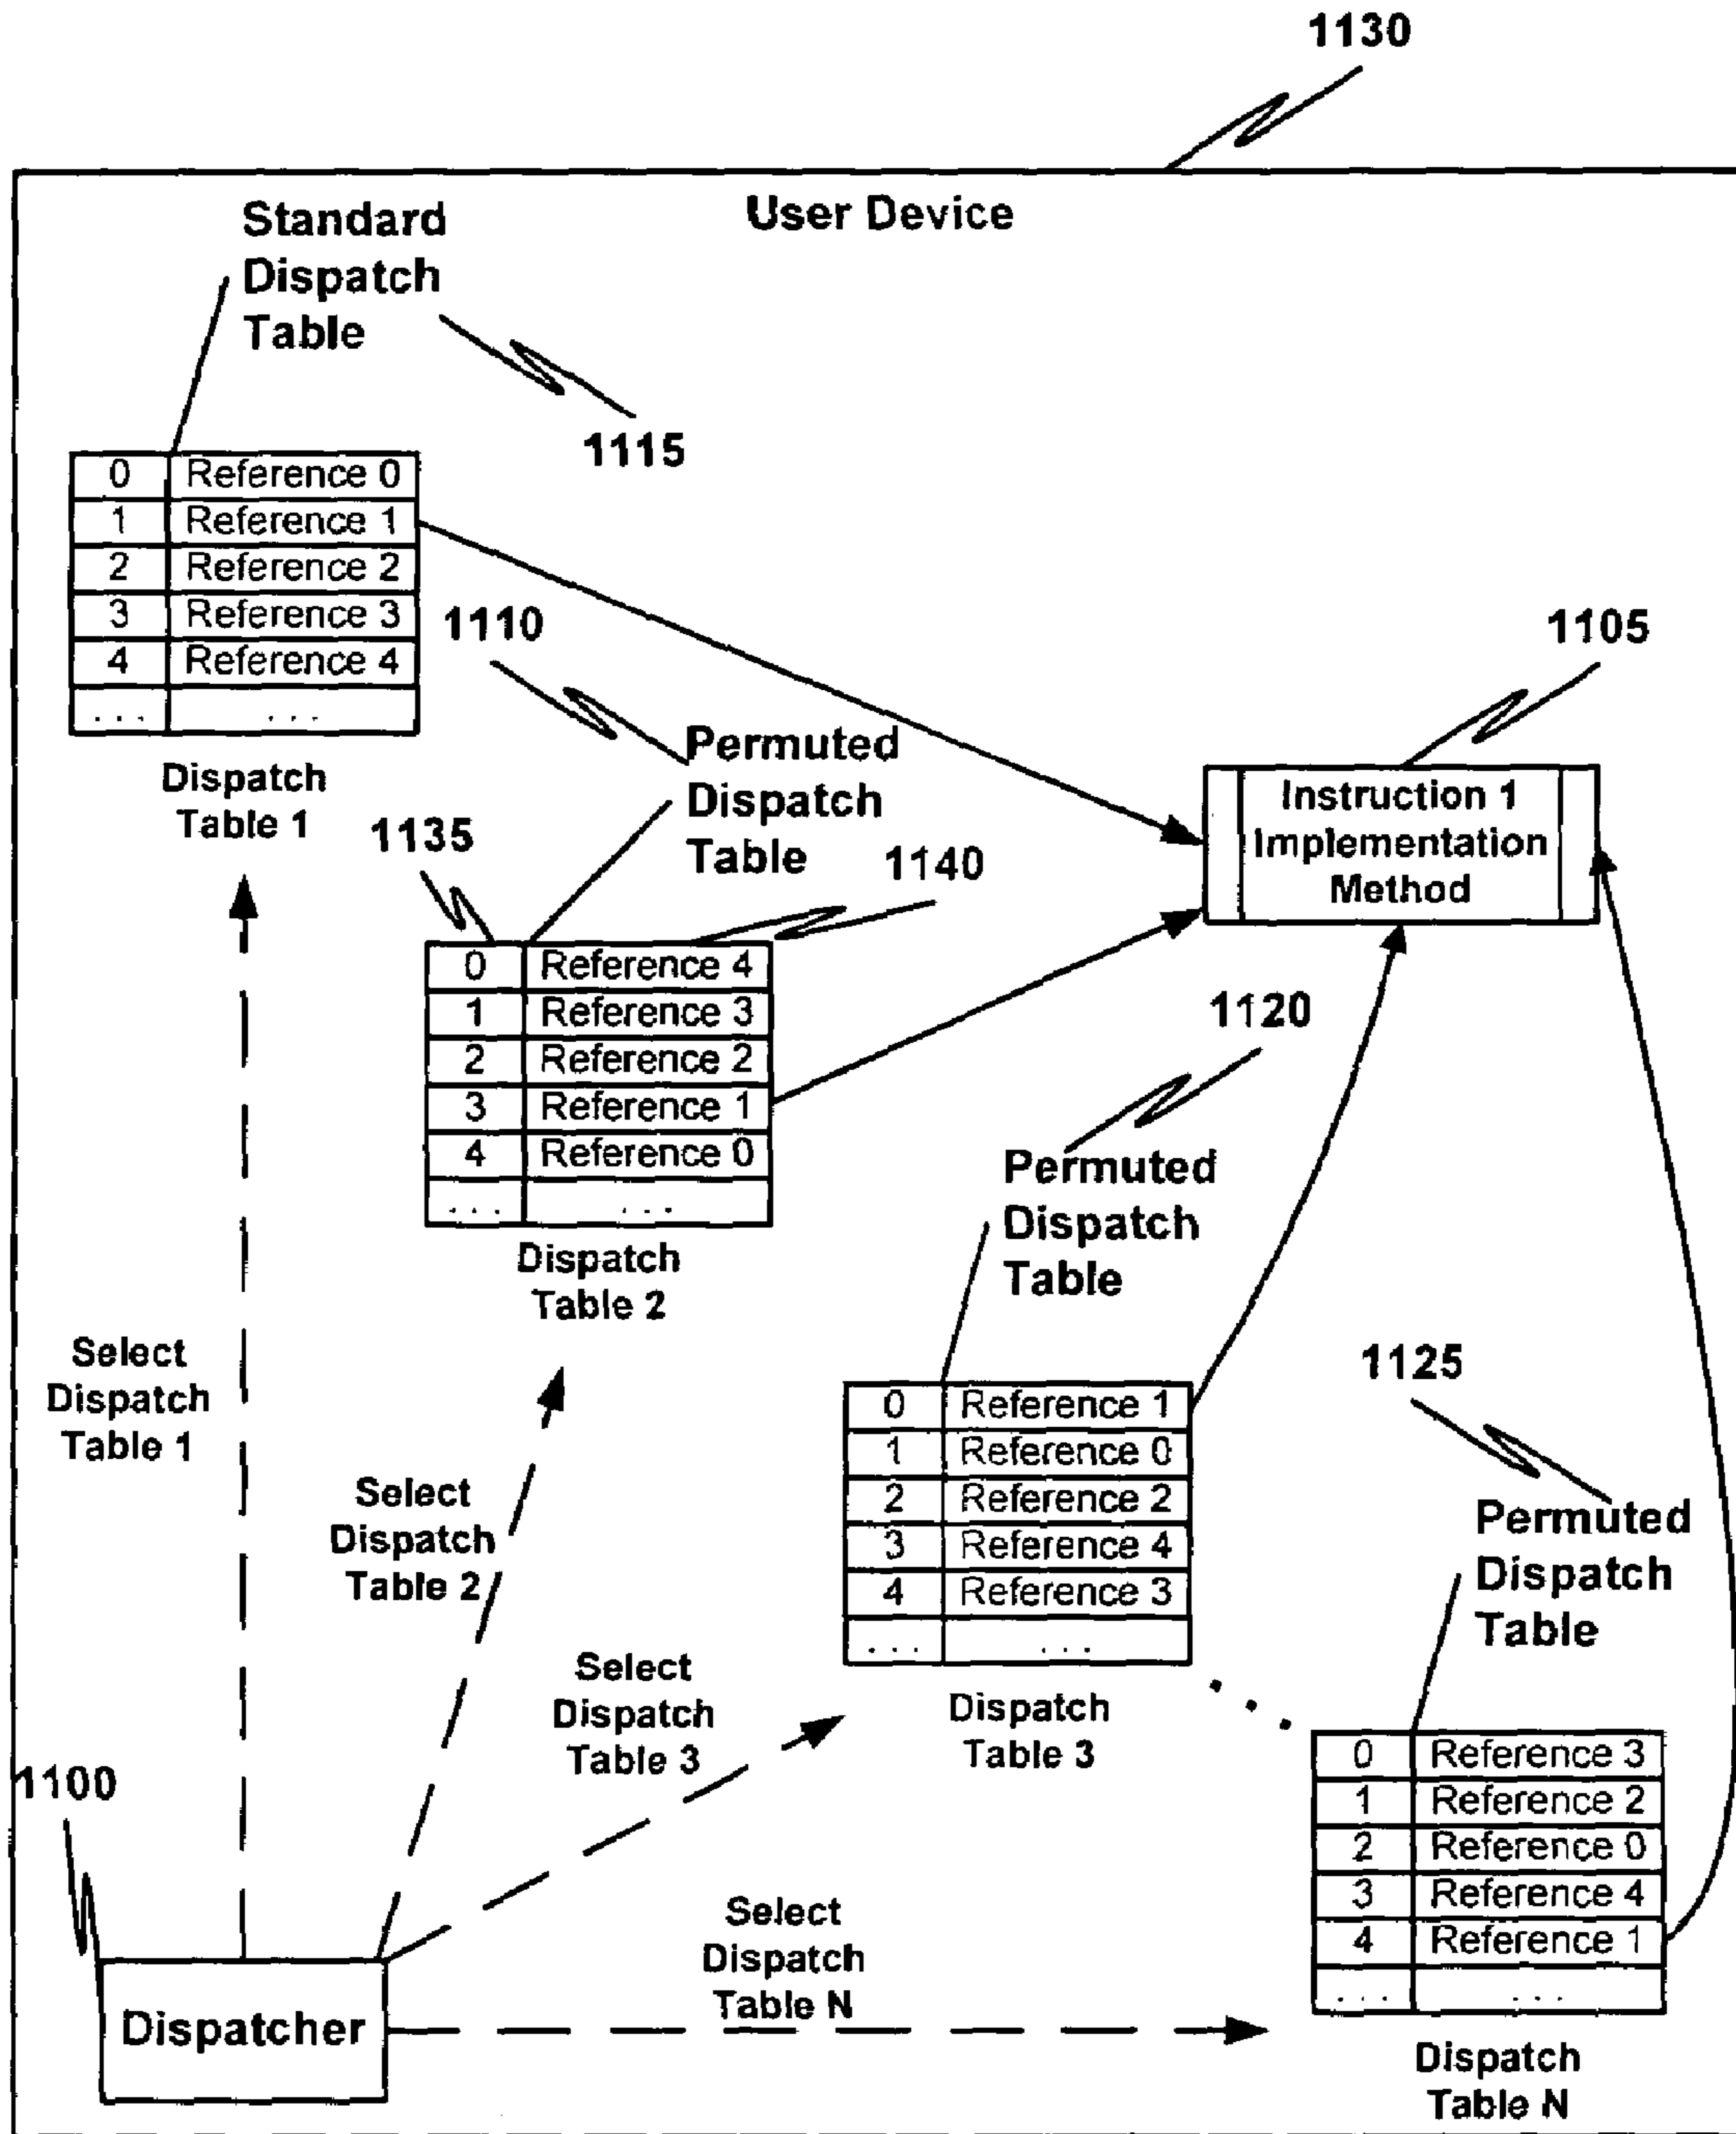 1130
User Device
Standard
Dispatch
Table
1115
0 Reference 0
1 Reference 1
2 Reference 2
3 Reference 3
4 Reference 4
... ...
Dispatch
Table 1
1110
Permuted
Dispatch
Table
1135
1140
0 Reference 4
1 Reference 3
2 Reference 2
3 Reference 1
4 Reference 0
... ...
Dispatch
Table 2
1105
Instruction 1
Implementation
Method
1120
Permuted
Dispatch
Table
0 Reference 1
1 Reference 0
2 Reference 2
3 Reference 4
4 Reference 3
... ...
Dispatch
Table 3
1125
Permuted
Dispatch
Table
0 Reference 3
1 Reference 2
2 Reference 0
3 Reference 4
4 Reference 1
... ...
Dispatch
Table N
Select
Dispatch
Table 1
Select
Dispatch
Table 2
Select
Dispatch
Table 3
Select
Dispatch
Table N
1100
Dispatcher